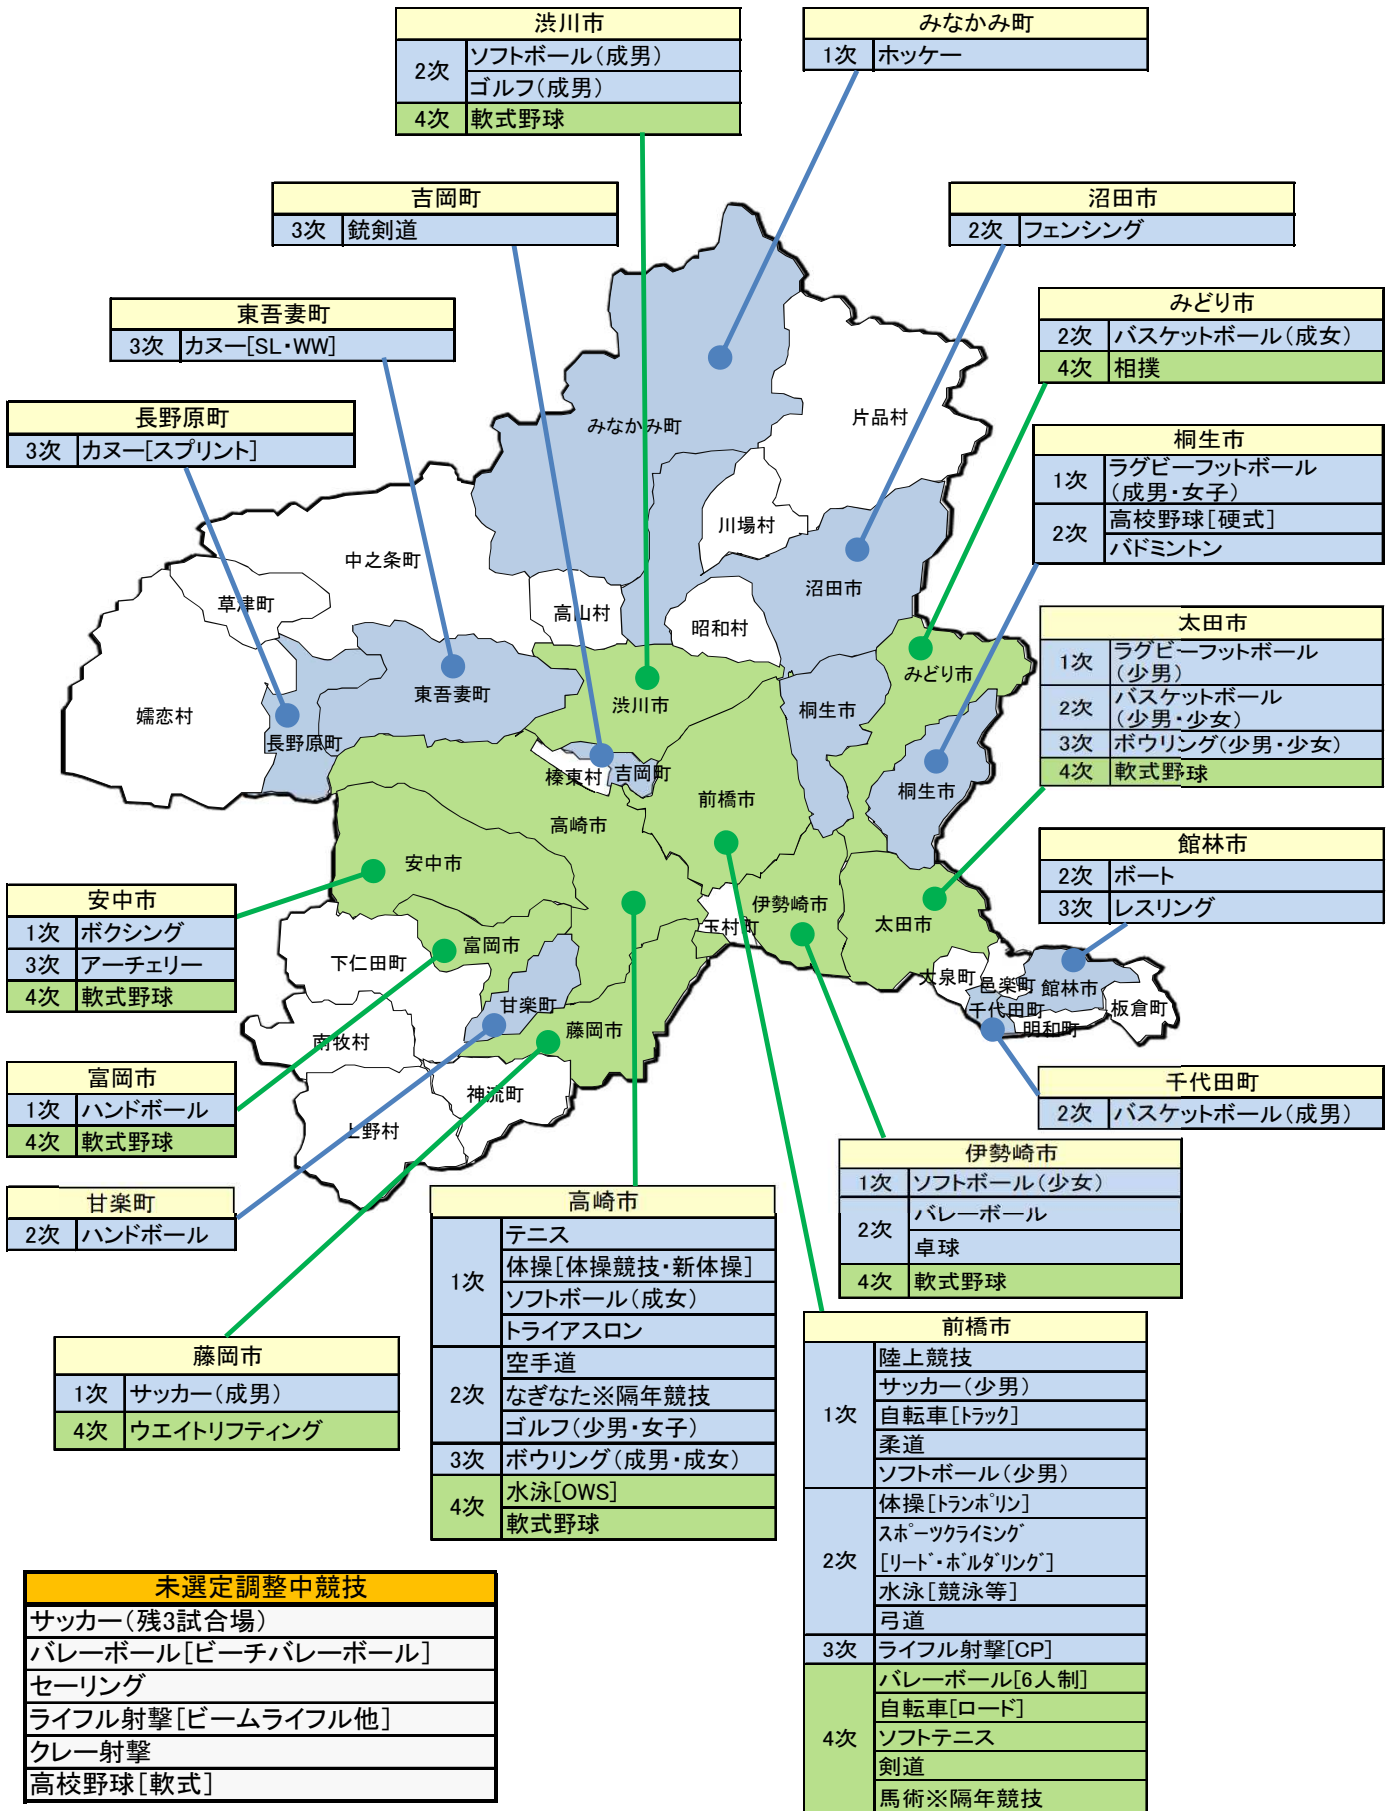 渋川市
2次 ソフトボール（成男）
ゴルフ（成男）
4次 軟式野球
みなかみ町
1次 ホッケー
吉岡町
3次 銃剣道
沼田市
2次 フェンシング
東吾妻町
3次 カヌー[SL・WW]
みどり市
2次 バスケットボール（成女）
4次 相撲
長野原町
3次 カヌー[スプリント]
桐生市
1次 ラグビーフットボール
（成男・女子）
2次 高校野球[硬式]
バドミントン
太田市
1次 ラグビーフットボール
（少男）
2次 バスケットボール
（少男・少女）
3次 ボウリング（少男・少女）
4次 軟式野球
館林市
2次 ボート
3次 レスリング
みなかみ町
片品村
川場村
中之条町
沼田市
草津町
高山村
昭和村
みどり市
東吾妻町
渋川市
桐生市
嬬恋村
長野原町
榛東村
吉岡町
前橋市
桐生市
高崎市
安中市
伊勢崎市
太田市
玉村町
富岡市
下仁田町
大泉町
邑楽町
館林市
甘楽町
千代田町
板倉町
藤岡市
明和町
南牧村
神流町
上野村
安中市
1次 ボクシング
3次 アーチェリー
4次 軟式野球
富岡市
1次 ハンドボール
4次 軟式野球
甘楽町
2次 ハンドボール
千代田町
2次 バスケットボール（成男）
伊勢崎市
1次 ソフトボール（少女）
2次 バレーボール
卓球
4次 軟式野球
高崎市
1次 テニス
体操[体操競技・新体操]
ソフトボール（成女）
トライアスロン
2次 空手道
なぎなた※隔年競技
ゴルフ（少男・女子）
3次 ボウリング（成男・成女）
4次 水泳[OWS]
軟式野球
藤岡市
1次 サッカー（成男）
4次 ウエイトリフティング
前橋市
1次 陸上競技
サッカー（少男）
自転車[トラック]
柔道
ソフトボール（少男）
2次 体操[トランポリン]
スポーツクライミング
[リード・ボルダリング]
水泳[競泳等]
弓道
3次 ライフル射撃[CP]
4次 バレーボール[6人制]
自転車[ロード]
ソフトテニス
剣道
馬術※隔年競技
未選定調整中競技
サッカー（残3試合場）
バレーボール[ビーチバレーボール]
セーリング
ライフル射撃[ビームライフル他]
クレー射撃
高校野球[軟式]